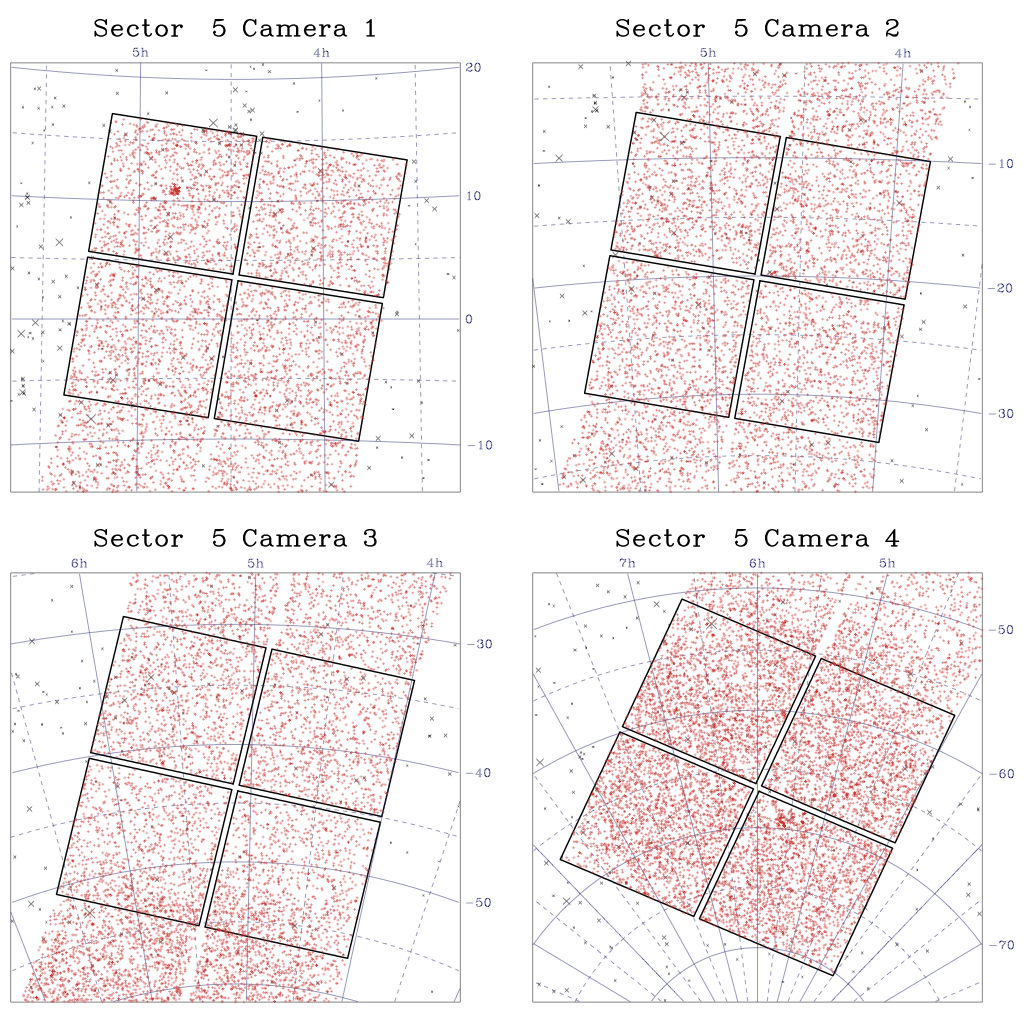 Sector 5 Camera 1
5h 4h
20
10
0
-10
Sector 5 Camera 2
5h 4h
-10
-20
-30
Sector 5 Camera 3
6h 5h 4h
-30
-40
-50
Sector 5 Camera 4
7h 6h 5h
-50
-60
-70